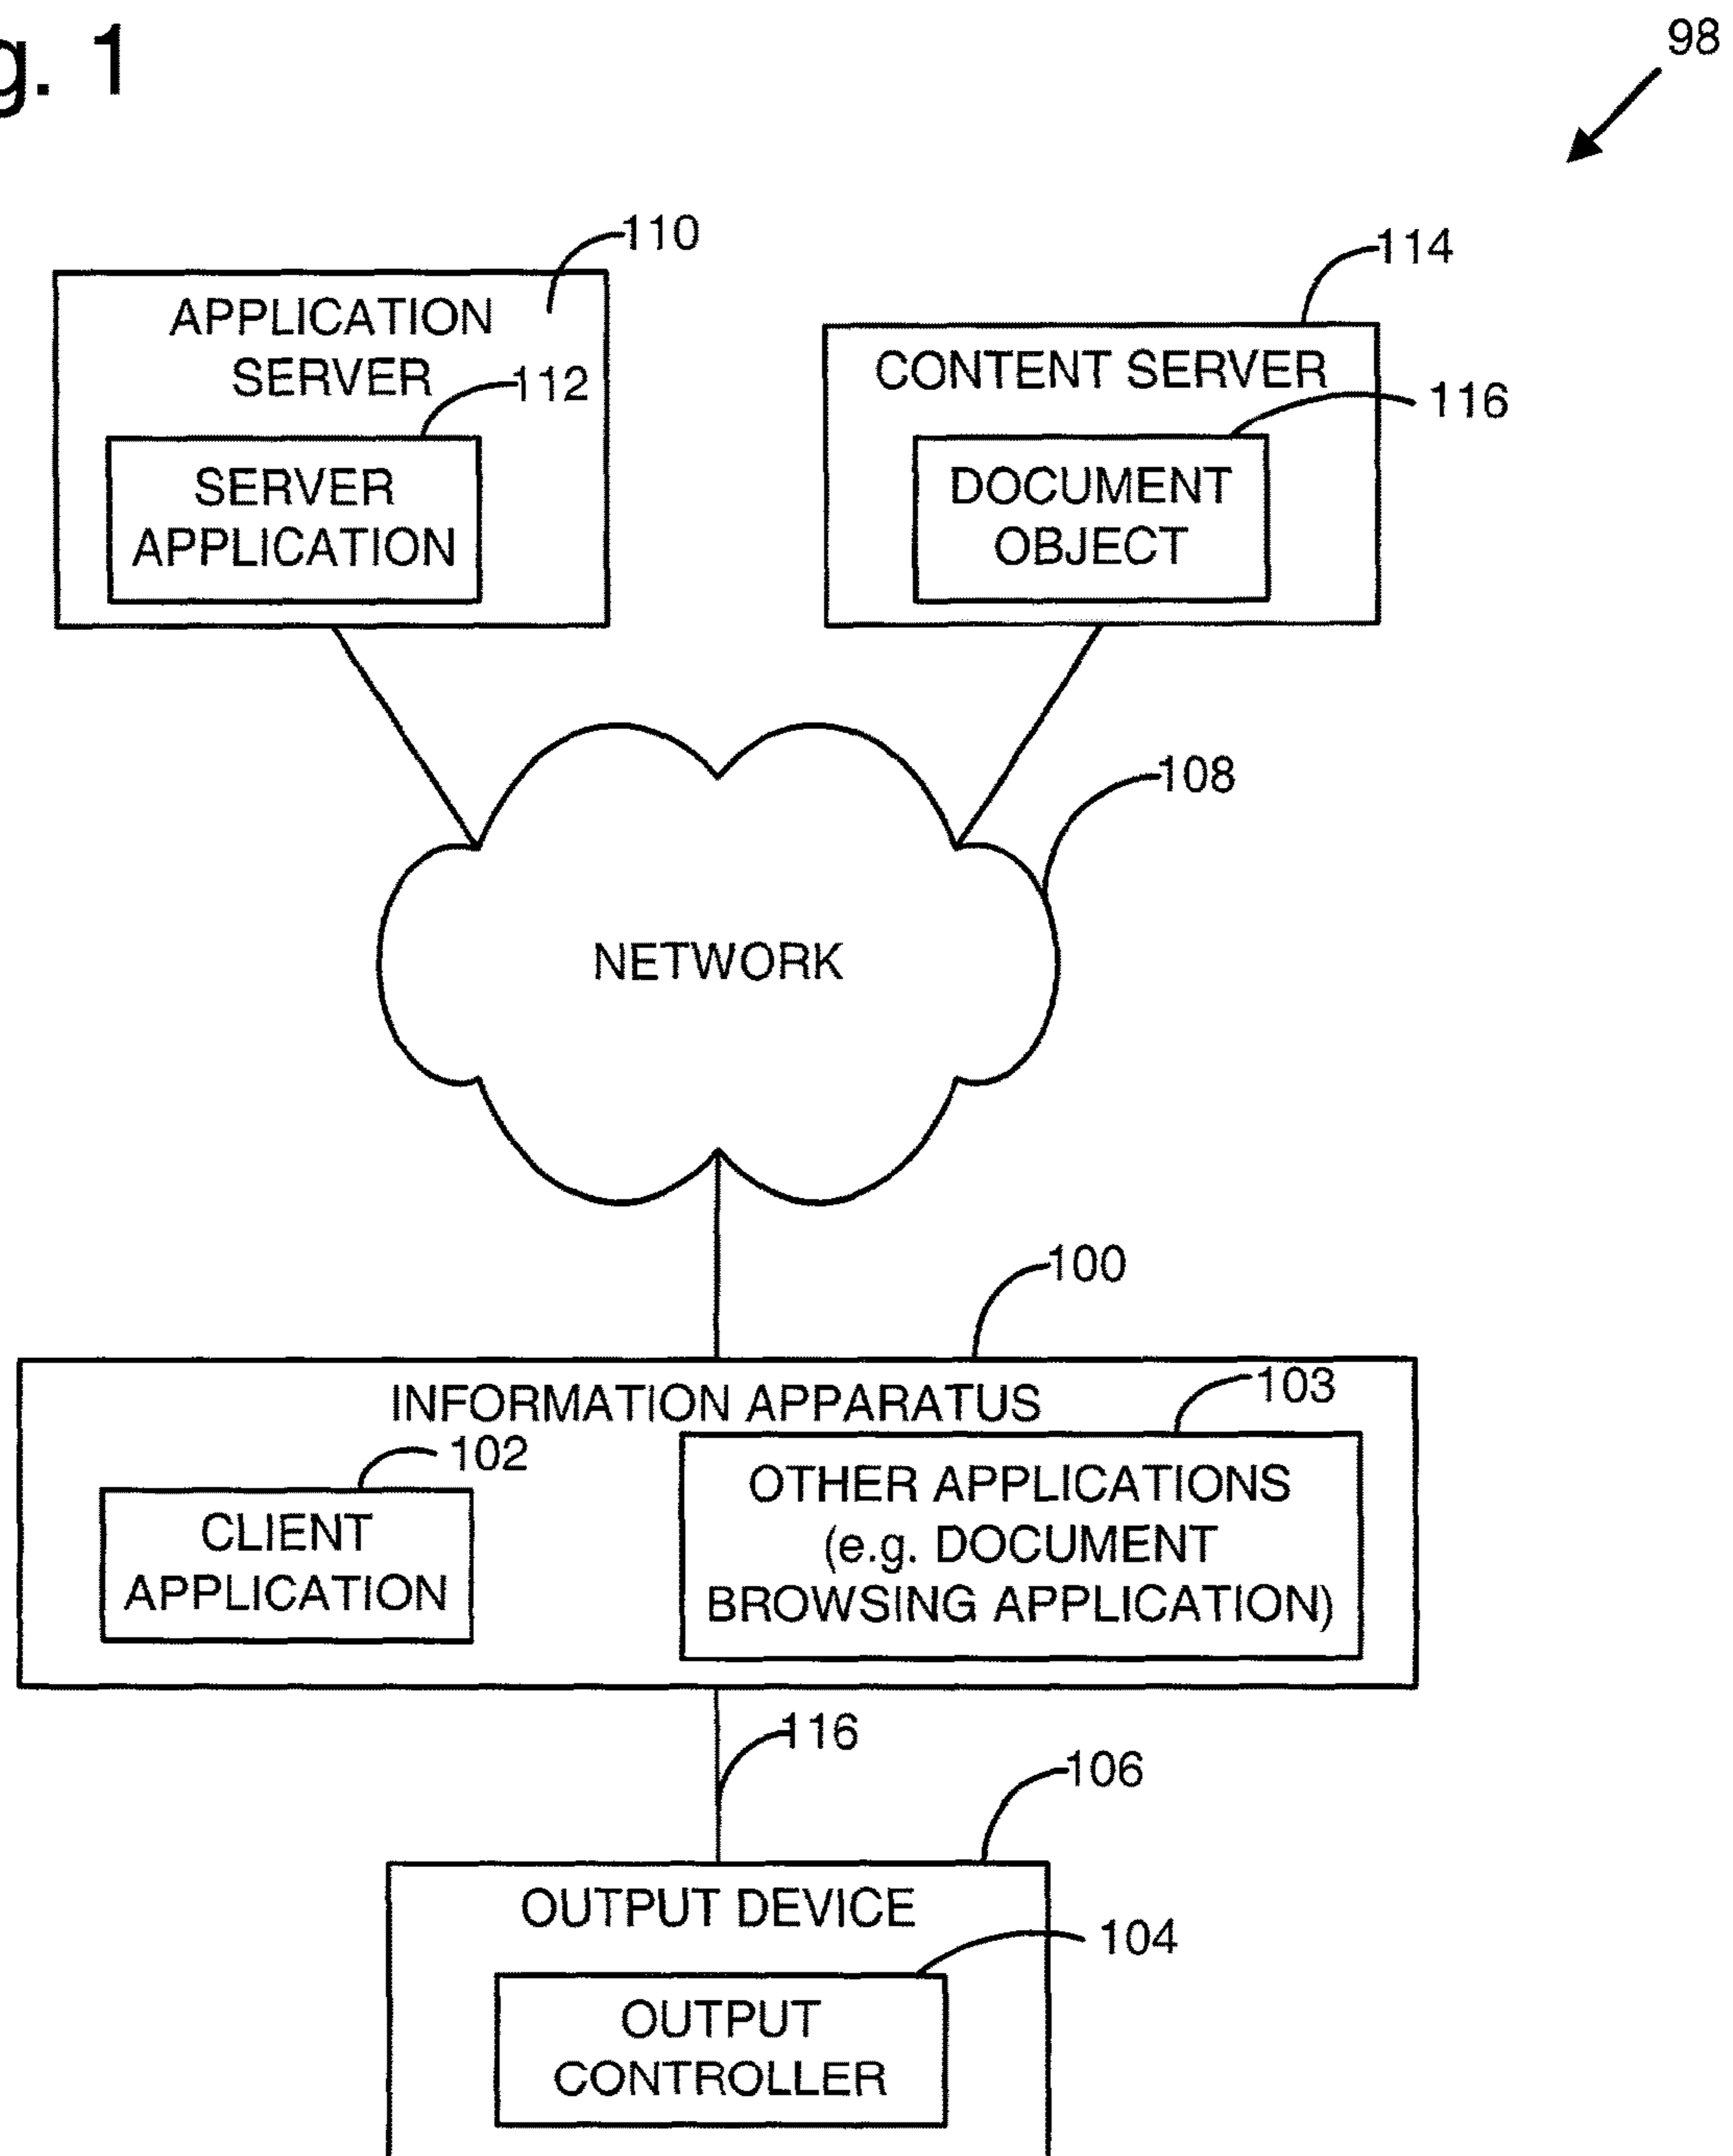 g. 1
98
110
APPLICATION
SERVER
112
SERVER
APPLICATION
114
CONTENT SERVER
116
DOCUMENT
OBJECT
108
NETWORK
100
INFORMATION APPARATUS
103
102
CLIENT
APPLICATION
OTHER APPLICATIONS
(e.g. DOCUMENT
BROWSING APPLICATION)
116
106
OUTPUT DEVICE
104
OUTPUT
CONTROLLER